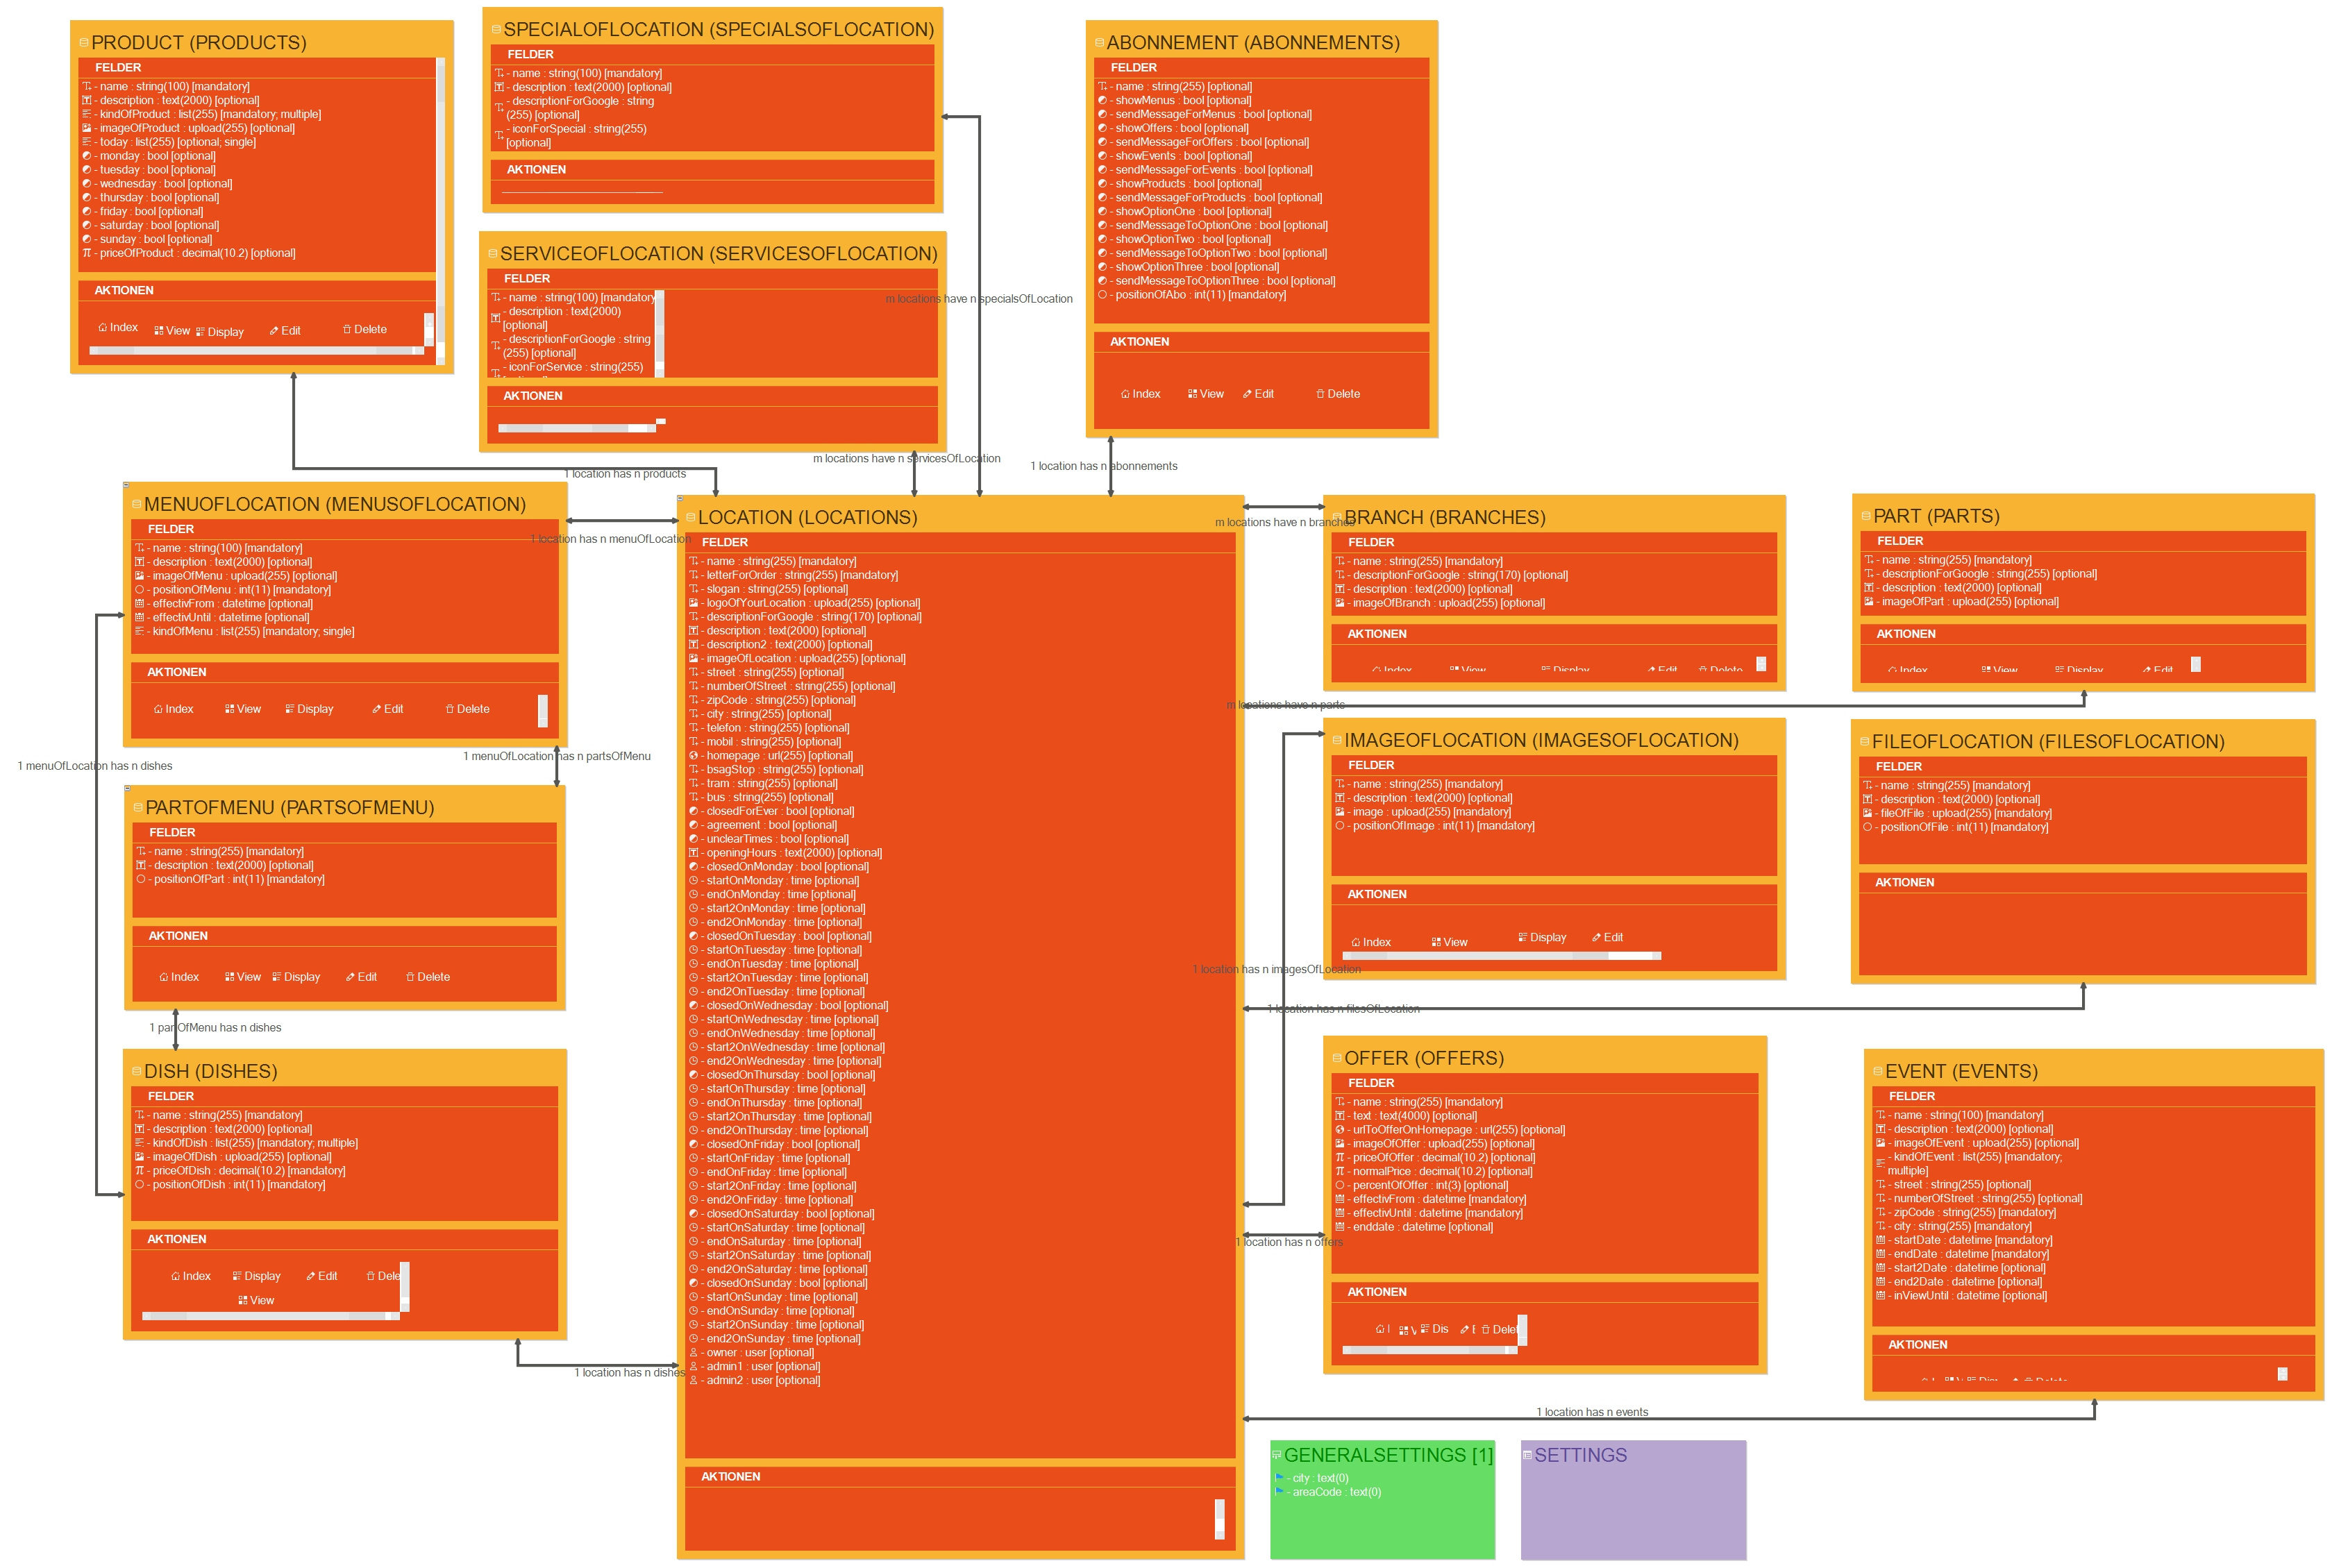 PRODUCT (PRODUCTS)
FELDER
- name : string(100) [mandatory]
- description : text(2000) [optional]
- kindOfProduct : list(255) [mandatory; multiple]
- imageOfProduct : upload(255) [optional]
- today : list(255) [optional; single]
- monday : bool [optional]
- tuesday : bool [optional]
- wednesday : bool [optional]
- thursday : bool [optional]
- friday : bool [optional]
- saturday : bool [optional]
- sunday : bool [optional]
- priceOfProduct : decimal(10.2) [optional]
AKTIONEN
Index View Display Edit Delete
SPECIALOFLOCATION (SPECIALSOFLOCATION)
FELDER
- name : string(100) [mandatory]
- description : text(2000) [optional]
- descriptionForGoogle : string
(255) [optional]
- iconForSpecial : string(255)
[optional]
AKTIONEN
SERVICEOFLOCATION (SERVICESOFLOCATION)
FELDER
- name : string(100) [mandatory
- description : text(2000)
[optional]
- descriptionForGoogle : string
(255) [optional]
- iconForService : string(255)
AKTIONEN
ABONNEMENT (ABONNEMENTS)
FELDER
- name : string(255) [optional]
- showMenus : bool [optional]
- sendMessageForMenus : bool [optional]
- showOffers : bool [optional]
- sendMessageForOffers : bool [optional]
- showEvents : bool [optional]
- sendMessageForEvents : bool [optional]
- showProducts : bool [optional]
- sendMessageForProducts : bool [optional]
- showOptionOne : bool [optional]
- sendMessageToOptionOne : bool [optional]
- showOptionTwo : bool [optional]
- sendMessageToOptionTwo : bool [optional]
- showOptionThree : bool [optional]
- sendMessageToOptionThree : bool [optional]
- positionOfAbo : int(11) [mandatory]
AKTIONEN
Index View Edit Delete
m locations have n specialsOfLocation
m locations have n servicesOfLocation
1 location has n abonnements
1 location has n products
MENUOFLOCATION (MENUSOFLOCATION)
FELDER
- name : string(100) [mandatory]
- description : text(2000) [optional]
- imageOfMenu : upload(255) [optional]
- positionOfMenu : int(11) [mandatory]
- effectivFrom : datetime [optional]
- effectivUntil : datetime [optional]
- kindOfMenu : list(255) [mandatory; single]
AKTIONEN
Index View Display Edit Delete
1 location has n menuOfLocation
1 menuOfLocation has n dishes
1 menuOfLocation has n partsOfMenu
PARTOFMENU (PARTSOFMENU)
FELDER
- name : string(255) [mandatory]
- description : text(2000) [optional]
- positionOfPart : int(11) [mandatory]
AKTIONEN
Index View Display Edit Delete
1 partOfMenu has n dishes
DISH (DISHES)
FELDER
- name : string(255) [mandatory]
- description : text(2000) [optional]
- kindOfDish : list(255) [mandatory; multiple]
- imageOfDish : upload(255) [optional]
- priceOfDish : decimal(10.2) [mandatory]
- positionOfDish : int(11) [mandatory]
AKTIONEN
Index Display Edit Dele
View
1 location has n dishes
LOCATION (LOCATIONS)
FELDER
- name : string(255) [mandatory]
- letterForOrder : string(255) [mandatory]
- slogan : string(255) [optional]
- logoOfYourLocation : upload(255) [optional]
- descriptionForGoogle : string(170) [optional]
- description : text(2000) [optional]
- description2 : text(2000) [optional]
- imageOfLocation : upload(255) [optional]
- street : string(255) [optional]
- numberOfStreet : string(255) [optional]
- zipCode : string(255) [optional]
- city : string(255) [optional]
- telefon : string(255) [optional]
- mobil : string(255) [optional]
- homepage : url(255) [optional]
- bsagStop : string(255) [optional]
- tram : string(255) [optional]
- bus : string(255) [optional]
- closedForEver : bool [optional]
- agreement : bool [optional]
- unclearTimes : bool [optional]
- openingHours : text(2000) [optional]
- closedOnMonday : bool [optional]
- startOnMonday : time [optional]
- endOnMonday : time [optional]
- start2OnMonday : time [optional]
- end2OnMonday : time [optional]
- closedOnTuesday : bool [optional]
- startOnTuesday : time [optional]
- endOnTuesday : time [optional]
- start2OnTuesday : time [optional]
- end2OnTuesday : time [optional]
- closedOnWednesday : bool [optional]
- startOnWednesday : time [optional]
- endOnWednesday : time [optional]
- start2OnWednesday : time [optional]
- end2OnWednesday : time [optional]
- closedOnThursday : bool [optional]
- startOnThursday : time [optional]
- endOnThursday : time [optional]
- start2OnThursday : time [optional]
- end2OnThursday : time [optional]
- closedOnFriday : bool [optional]
- startOnFriday : time [optional]
- endOnFriday : time [optional]
- start2OnFriday : time [optional]
- end2OnFriday : time [optional]
- closedOnSaturday : bool [optional]
- startOnSaturday : time [optional]
- endOnSaturday : time [optional]
- start2OnSaturday : time [optional]
- end2OnSaturday : time [optional]
- closedOnSunday : bool [optional]
- startOnSunday : time [optional]
- endOnSunday : time [optional]
- start2OnSunday : time [optional]
- end2OnSunday : time [optional]
- owner : user [optional]
- admin1 : user [optional]
- admin2 : user [optional]
AKTIONEN
m locations have n branches
BRANCH (BRANCHES)
FELDER
- name : string(255) [mandatory]
- descriptionForGoogle : string(170) [optional]
- description : text(2000) [optional]
- imageOfBranch : upload(255) [optional]
AKTIONEN
Index View Display Edit Delete
PART (PARTS)
FELDER
- name : string(255) [mandatory]
- descriptionForGoogle : string(255) [optional]
- description : text(2000) [optional]
- imageOfPart : upload(255) [optional]
AKTIONEN
Index View Display Edit
m locations have n parts
IMAGEOFLOCATION (IMAGESOFLOCATION)
FELDER
- name : string(255) [mandatory]
- description : text(2000) [optional]
- image : upload(255) [mandatory]
- positionOfImage : int(11) [mandatory]
AKTIONEN
Index View Display Edit
1 location has n imagesOfLocation
FILEOFLOCATION (FILESOFLOCATION)
FELDER
- name : string(255) [mandatory]
- description : text(2000) [optional]
- fileOfFile : upload(255) [mandatory]
- positionOfFile : int(11) [mandatory]
AKTIONEN
1 location has n filesOfLocation
OFFER (OFFERS)
FELDER
- name : string(255) [mandatory]
- text : text(4000) [optional]
- urlToOfferOnHomepage : url(255) [optional]
- imageOfOffer : upload(255) [optional]
- priceOfOffer : decimal(10.2) [optional]
- normalPrice : decimal(10.2) [optional]
- percentOfOffer : int(3) [optional]
- effectivFrom : datetime [mandatory]
- effectivUntil : datetime [mandatory]
- enddate : datetime [optional]
AKTIONEN
Dis Delet
1 location has n offers
EVENT (EVENTS)
FELDER
- name : string(100) [mandatory]
- description : text(2000) [optional]
- imageOfEvent : upload(255) [optional]
- kindOfEvent : list(255) [mandatory;
multiple]
- street : string(255) [optional]
- numberOfStreet : string(255) [optional]
- zipCode : string(255) [mandatory]
- city : string(255) [mandatory]
- startDate : datetime [mandatory]
- endDate : datetime [mandatory]
- start2Date : datetime [optional]
- end2Date : datetime [optional]
- inViewUntil : datetime [optional]
AKTIONEN
1 location has n events
GENERALSETTINGS [1]
- city : text(0)
- areaCode : text(0)
SETTINGS